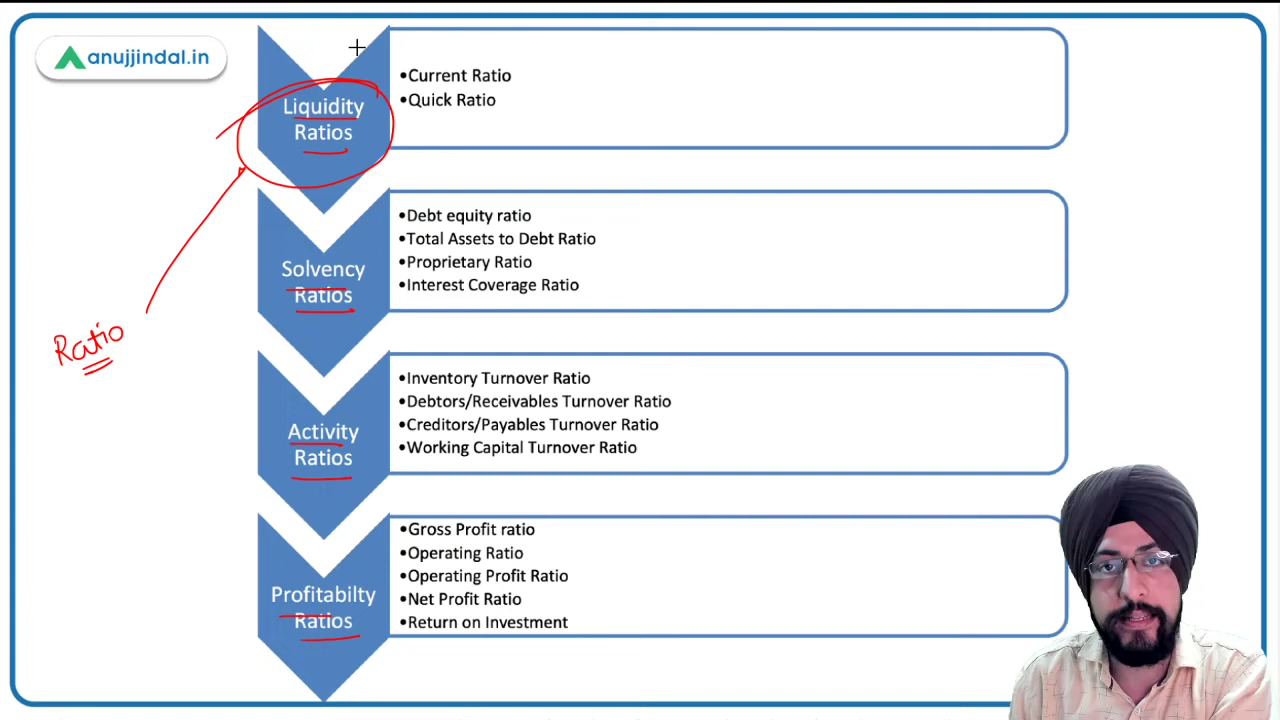 anujjindal.in
Liquidity
Ratios
•Current Ratio
•Quick Ratio
Solvency
Ratios
•Debt equity ratio
•Total Assets to Debt Ratio
•Proprietary Ratio
•Interest Coverage Ratio
Ratio
Activity
Ratios
•Inventory Turnover Ratio
•Debtors/Receivables Turnover Ratio
•Creditors/Payables Turnover Ratio
•Working Capital Turnover Ratio
Profitabilty
Ratios
•Gross Profit ratio
•Operating Ratio
•Operating Profit Ratio
•Net Profit Ratio
•Return on Investment